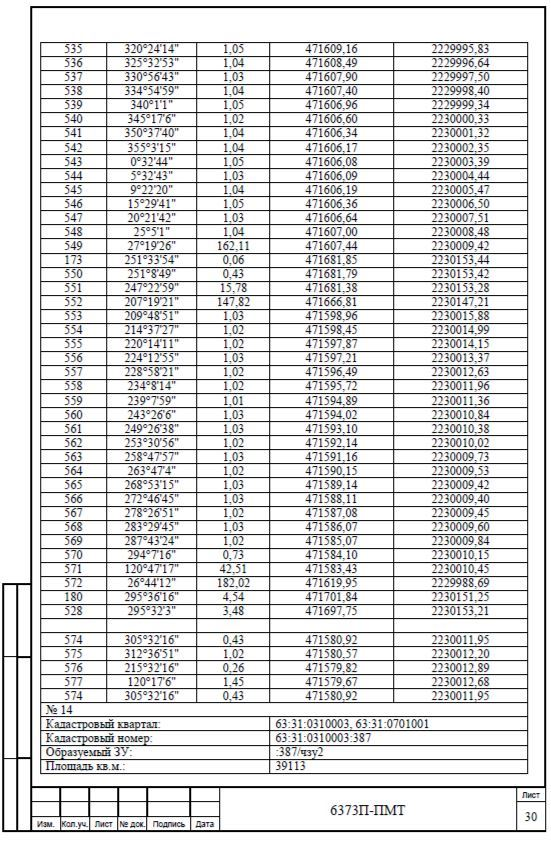 535 320°24'14" 1,05 471609,16 2229995,83
536 325°32'53" 1,04 471608,49 2229996,64
537 330°56'43" 1,03 471607,90 2229997,50
538 334°54'59" 1,04 471607,40 2229998,40
539 340°1'1" 1,05 471606,96 2229999,34
540 345°17'6" 1,02 471606,60 2230000,33
541 350°37'40" 1,04 471606,34 2230001,32
542 355°3'15" 1,04 471606,17 2230002,35
543 0°32'44" 1,05 471606,08 2230003,39
544 5°32'43" 1,03 471606,09 2230004,44
545 9°22'20" 1,04 471606,19 2230005,47
546 15°29'41" 1,05 471606,36 2230006,50
547 20°21'42" 1,03 471606,64 2230007,51
548 25°5'1" 1,04 471607,00 2230008,48
549 27°19'26" 162,11 471607,44 2230009,42
173 251°33'54" 0,06 471681,85 2230153,44
550 251°8'49" 0,43 471681,79 2230153,42
551 247°22'59" 15,78 471681,38 2230153,28
552 207°19'21" 147,82 471666,81 2230147,21
553 209°48'51" 1,03 471598,96 2230015,88
554 214°37'27" 1,02 471598,45 2230014,99
555 220°14'11" 1,02 471597,87 2230014,15
556 224°12'55" 1,03 471597,21 2230013,37
557 228°58'21" 1,02 471596,49 2230012,63
558 234°8'14" 1,02 471595,72 2230011,96
559 239°7'59" 1,01 471594,89 2230011,36
560 243°26'6" 1,03 471594,02 2230010,84
561 249°26'38" 1,03 471593,10 2230010,38
562 253°30'56" 1,02 471592,14 2230010,02
563 258°47'57" 1,03 471591,16 2230009,73
564 263°47'4" 1,02 471590,15 2230009,53
565 268°53'15" 1,03 471589,14 2230009,42
566 272°46'45" 1,03 471588,11 2230009,40
567 278°26'51" 1,02 471587,08 2230009,45
568 283°29'45" 1,03 471586,07 2230009,60
569 287°43'24" 1,02 471585,07 2230009,84
570 294°7'16" 0,73 471584,10 2230010,15
571 120°47'17" 42,51 471583,43 2230010,45
572 26°44'12" 182,02 471619,95 2229988,69
180 295°36'16" 4,54 471701,84 2230151,25
528 295°32'3" 3,48 471697,75 2230153,21
574 305°32'16" 0,43 471580,92 2230011,95
575 312°36'51" 1,02 471580,57 2230012,20
576 215°32'16" 0,26 471579,82 2230012,89
577 120°17'6" 1,45 471579,67 2230012,68
574 305°32'16" 0,43 471580,92 2230011,95
№ 14
Кадастровый квартал: 63:31:0310003, 63:31:0701001
Кадастровый номер: 63:31:0310003:387
Образуемый ЗУ: :387/чзу2
Площадь кв.м.: 39113
6373П-ПМТ
Лист
30
Изм. Кол.уч. Лист № док. Подпись Дата